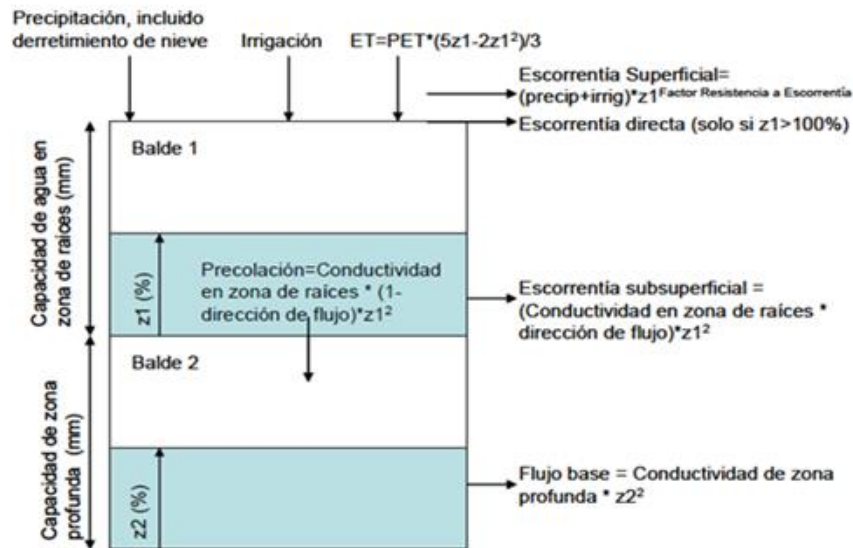 Precipitación, incluido
derretimiento de nieve
Irrigación
ET=PET*(5z1-2z1²)/3
Escorrentía Superficial=
(precip+irrig)*z1^Factor Resistencia a Escorrentía
Escorrentía directa (solo si z1>100%)
Capacidad de agua en
zona de raices (mm)
Balde 1
z1 (%)
Precolación=Conductividad
en zona de raíces * (1-
dirección de flujo)*z1²
Escorrentía subsuperficial =
(Conductividad en zona de raíces *
dirección de flujo)*z1²
Capacidad de zona
profunda (mm)
Balde 2
z2 (%)
Flujo base = Conductividad de zona
profunda * z2²